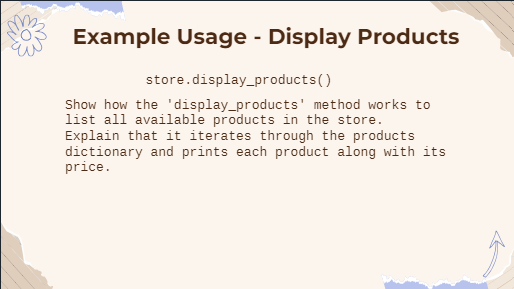 Example Usage - Display Products
store.display_products()
Show how the 'display_products' method works to
list all available products in the store.
Explain that it iterates through the products
dictionary and prints each product along with its
price.